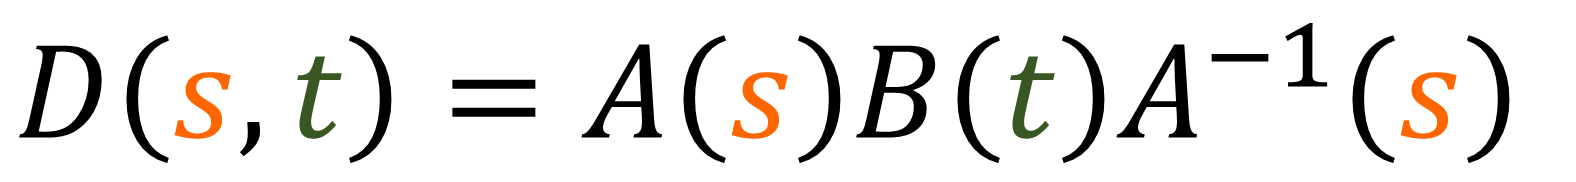 D(s, t) = A(s)B(t)A⁻¹(s)